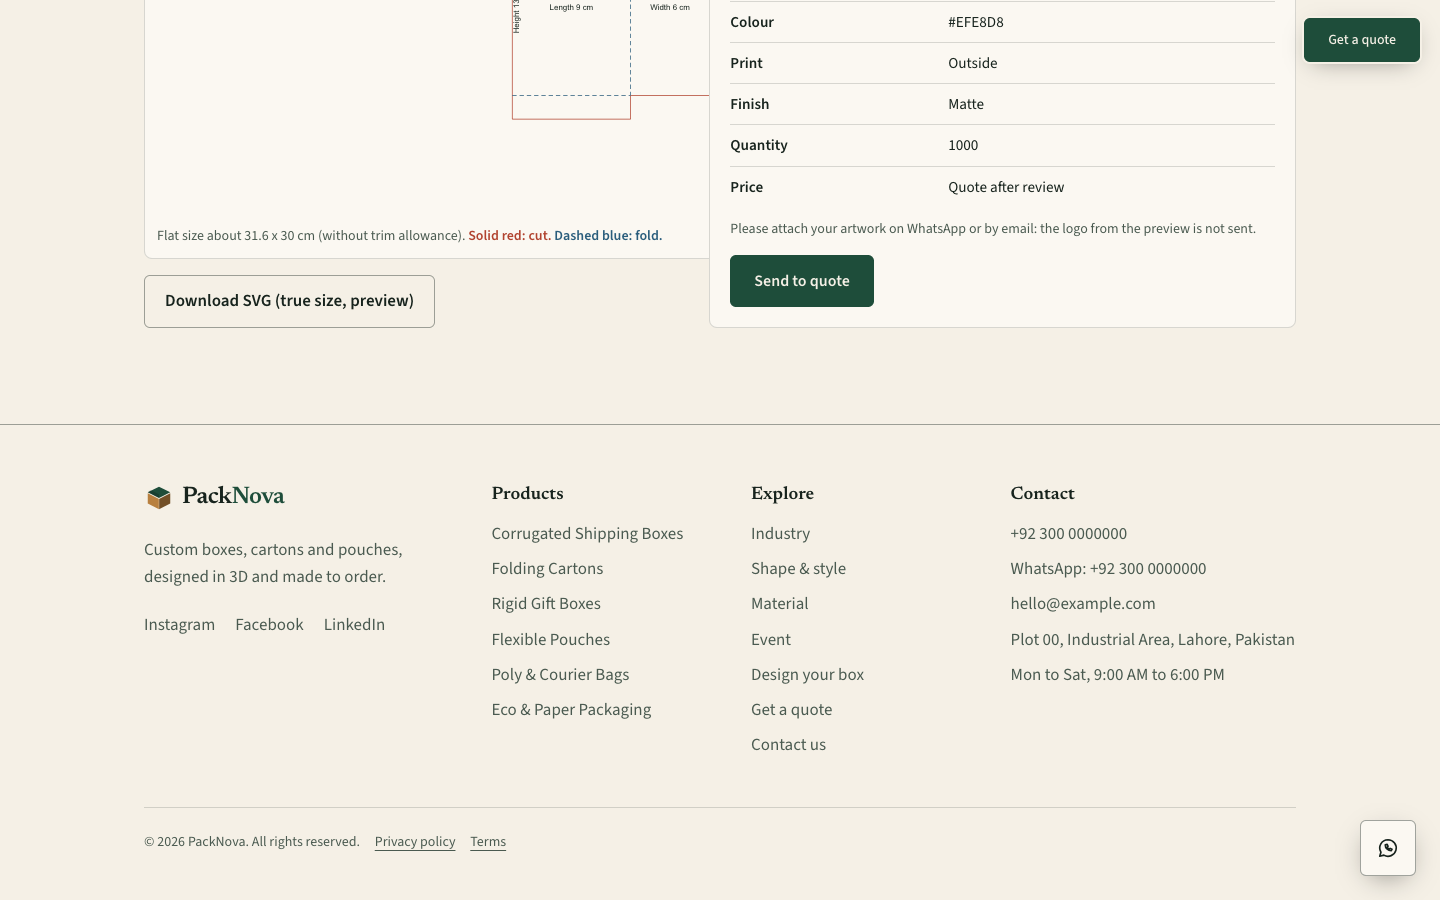 Height 13
Length 9 cm
Width 6 cm
Flat size about 31.6 x 30 cm (without trim allowance). Solid red: cut. Dashed blue: fold.
Download SVG (true size, preview)
Colour #EFE8D8
Print Outside
Finish Matte
Quantity 1000
Price Quote after review
Please attach your artwork on WhatsApp or by email: the logo from the preview is not sent.
Send to quote
Get a quote
PackNova
Custom boxes, cartons and pouches,
designed in 3D and made to order.
Instagram Facebook LinkedIn
Products
Corrugated Shipping Boxes
Folding Cartons
Rigid Gift Boxes
Flexible Pouches
Poly & Courier Bags
Eco & Paper Packaging
Explore
Industry
Shape & style
Material
Event
Design your box
Get a quote
Contact us
Contact
+92 300 0000000
WhatsApp: +92 300 0000000
hello@example.com
Plot 00, Industrial Area, Lahore, Pakistan
Mon to Sat, 9:00 AM to 6:00 PM
© 2026 PackNova. All rights reserved. Privacy policy Terms